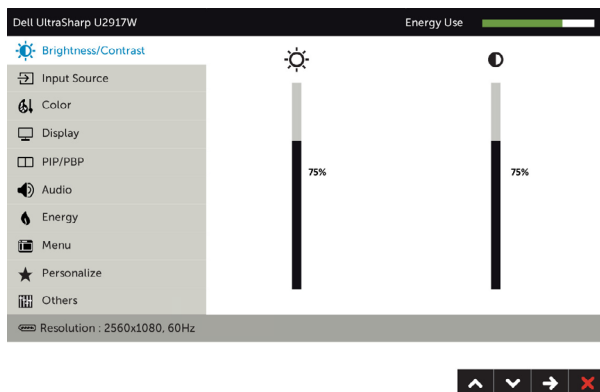 Dell UltraSharp U2917W Energy Use
Brightness/Contrast
Input Source
Color
Display
PIP/PBP
Audio
Energy
Menu
Personalize
Others
75% 75%
Resolution : 2560x1080, 60Hz